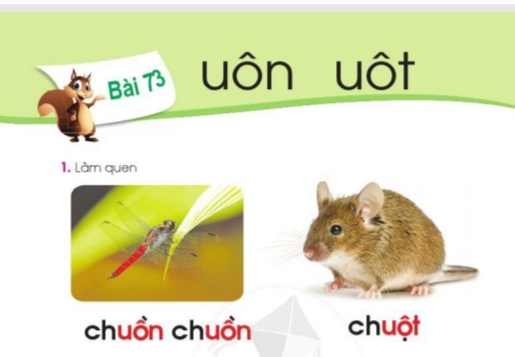 Bài 73
uôn uôt
1. Làm quen
chuồn chuồn
chuột